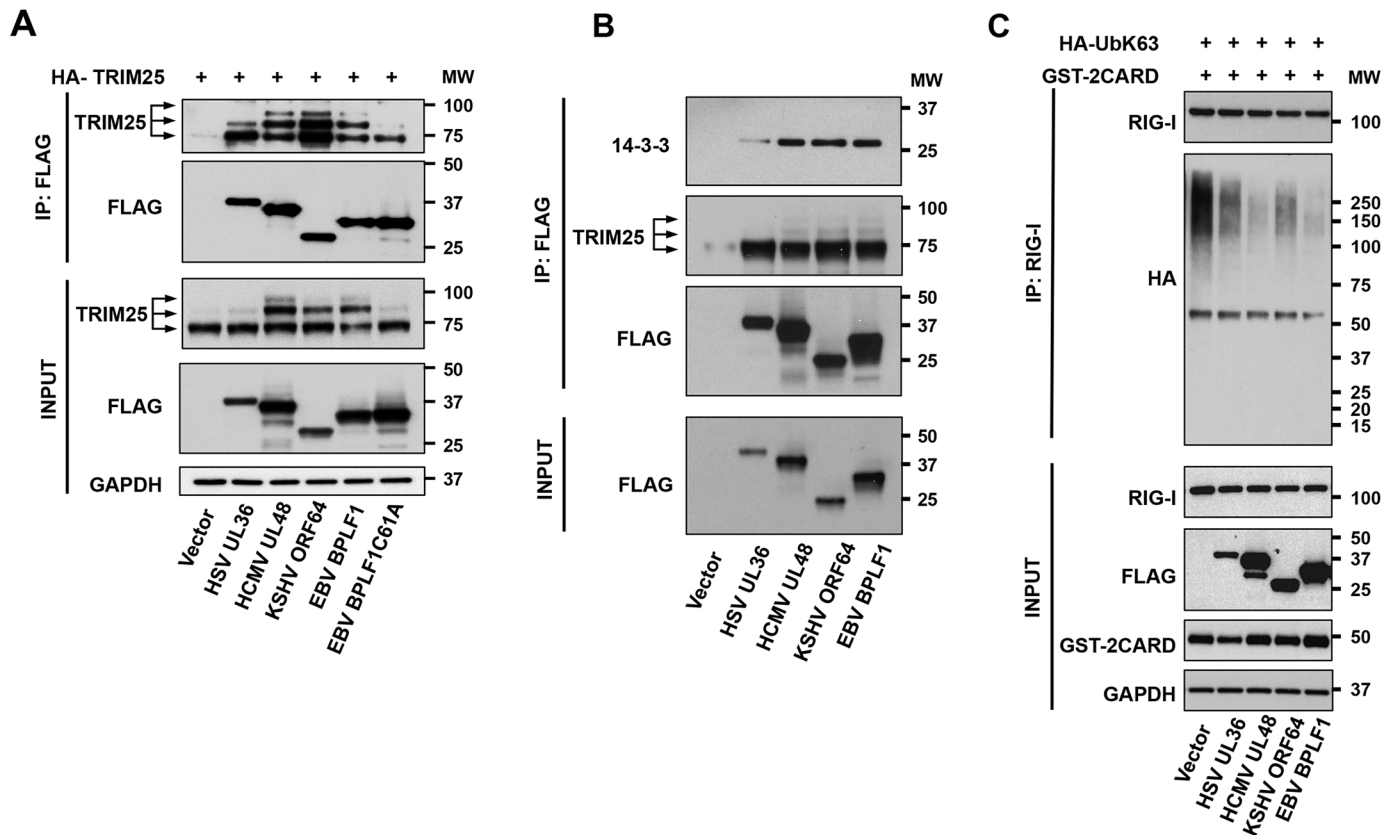 A
HA- TRIM25 + + + + + + MW
IP: FLAG
TRIM25
100
75
FLAG
50
37
25
INPUT
TRIM25
100
75
FLAG
50
37
25
GAPDH
37
Vector
HSV UL36
HCMV UL48
KSHV ORF64
EBV BPLF1
EBV BPLF1C61A
B
MW
IP: FLAG
14-3-3
37
25
TRIM25
100
75
FLAG
50
37
25
INPUT
FLAG
50
37
25
Vector
HSV UL36
HCMV UL48
KSHV ORF64
EBV BPLF1
C
HA-UbK63 + + + + +
GST-2CARD + + + + + MW
IP: RIG-I
RIG-I
100
HA
250
150
100
75
50
37
25
20
15
INPUT
RIG-I
100
FLAG
50
37
25
GST-2CARD
50
GAPDH
37
Vector
HSV UL36
HCMV UL48
KSHV ORF64
EBV BPLF1